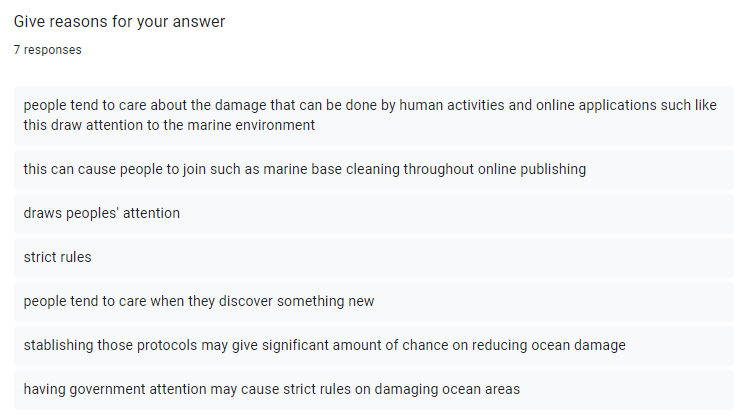 Give reasons for your answer
7 responses
people tend to care about the damage that can be done by human activities and online applications such like
this draw attention to the marine environment
this can cause people to join such as marine base cleaning throughout online publishing
draws peoples' attention
strict rules
people tend to care when they discover something new
stablishing those protocols may give significant amount of chance on reducing ocean damage
having government attention may cause strict rules on damaging ocean areas